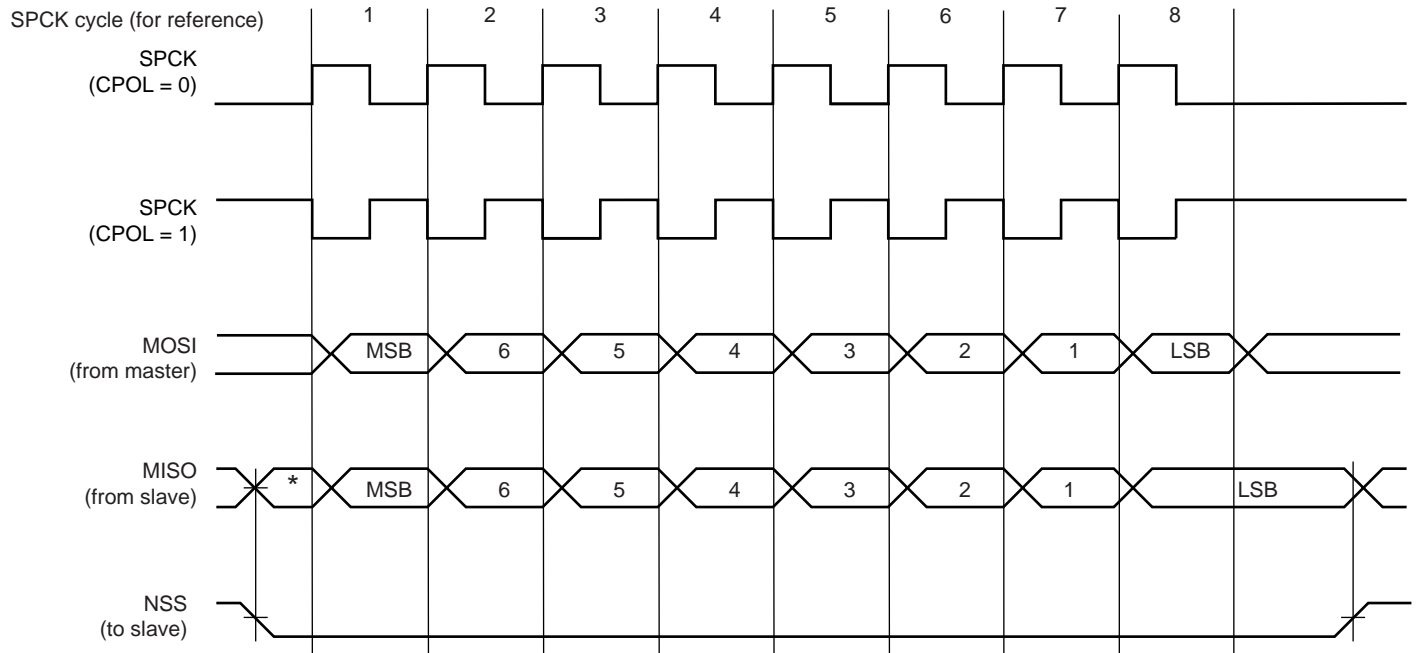 SPCK cycle (for reference) 1 2 3 4 5 6 7 8
SPCK
(CPOL = 0)
SPCK
(CPOL = 1)
MOSI
(from master)
MSB 6 5 4 3 2 1 LSB
MISO
(from slave)
* MSB 6 5 4 3 2 1 LSB
NSS
(to slave)